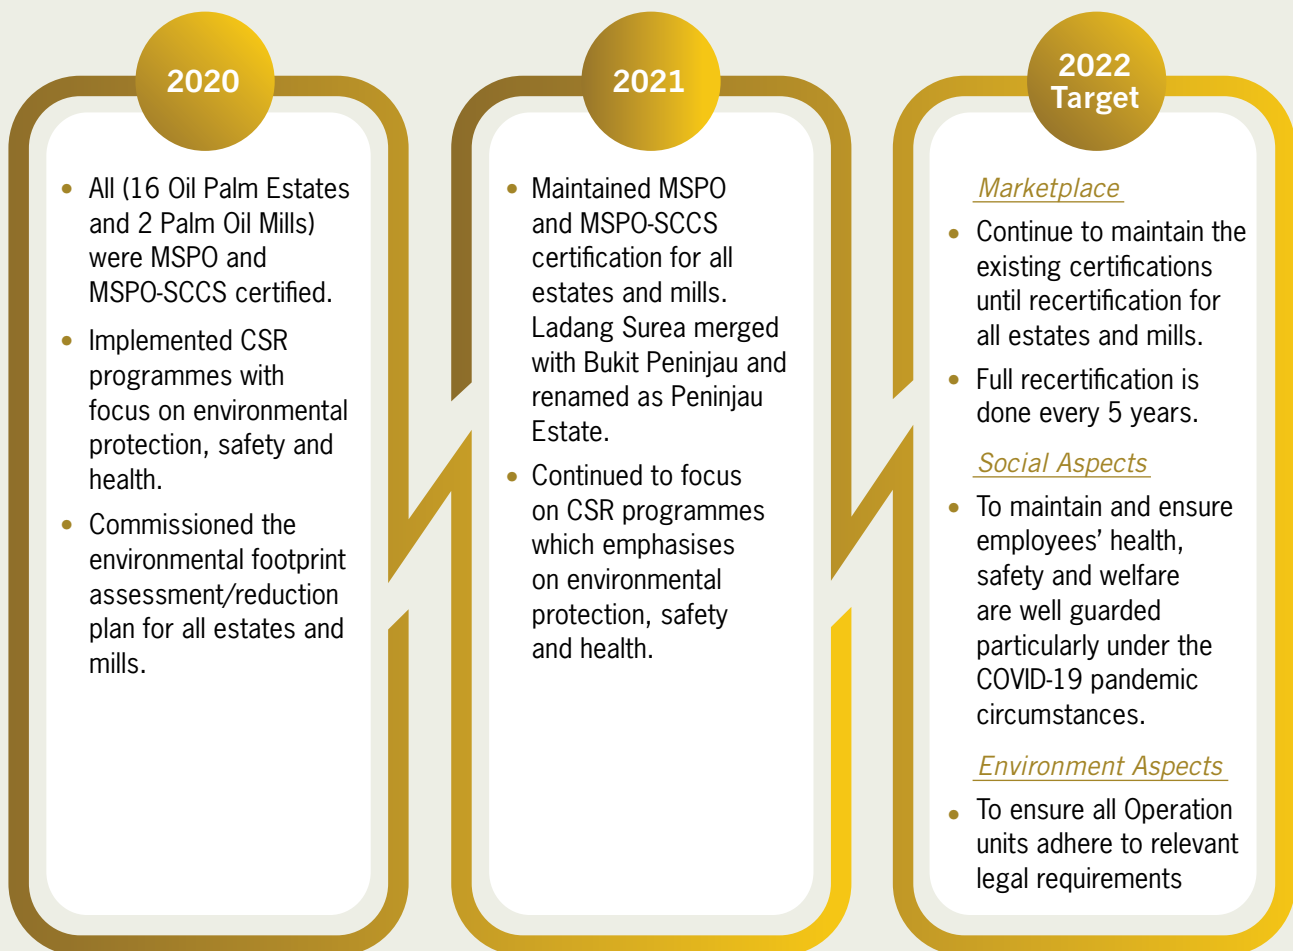 2020
• All (16 Oil Palm Estates
and 2 Palm Oil Mills)
were MSPO and
MSPO-SCCS certified.
• Implemented CSR
programmes with
focus on environmental
protection, safety and
health.
• Commissioned the
environmental footprint
assessment/reduction
plan for all estates and
mills.
2021
• Maintained MSPO
and MSPO-SCCS
certification for all
estates and mills.
Ladang Surea merged
with Bukit Peninjau and
renamed as Peninjau
Estate.
• Continued to focus
on CSR programmes
which emphasises
on environmental
protection, safety
and health.
2022
Target
Marketplace
• Continue to maintain the
existing certifications
until recertification for
all estates and mills.
• Full recertification is
done every 5 years.
Social Aspects
• To maintain and ensure
employees’ health,
safety and welfare
are well guarded
particularly under the
COVID-19 pandemic
circumstances.
Environment Aspects
• To ensure all Operation
units adhere to relevant
legal requirements